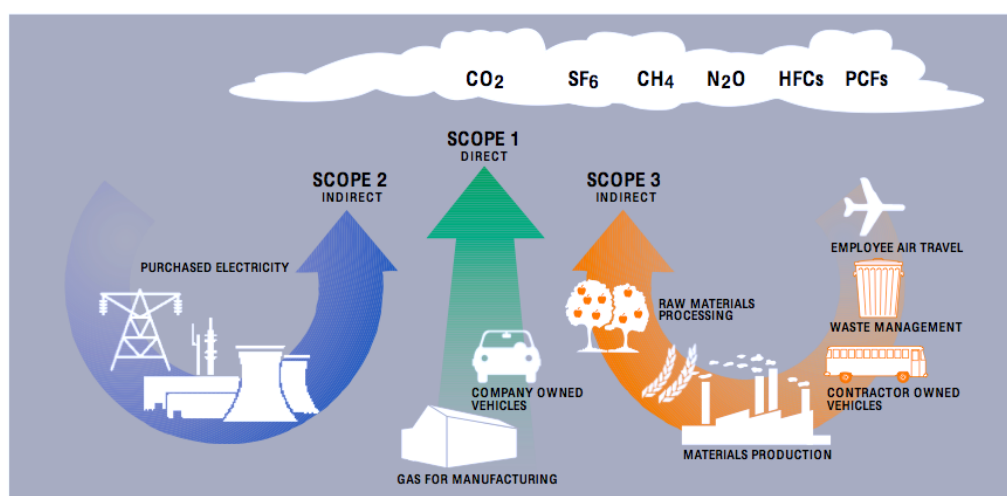 CO2 SF6 CH4 N2O HFCs PCFs
SCOPE 1
DIRECT
SCOPE 2
INDIRECT
SCOPE 3
INDIRECT
PURCHASED ELECTRICITY
COMPANY OWNED
VEHICLES
GAS FOR MANUFACTURING
RAW MATERIALS
PROCESSING
MATERIALS PRODUCTION
EMPLOYEE AIR TRAVEL
WASTE MANAGEMENT
CONTRACTOR OWNED
VEHICLES